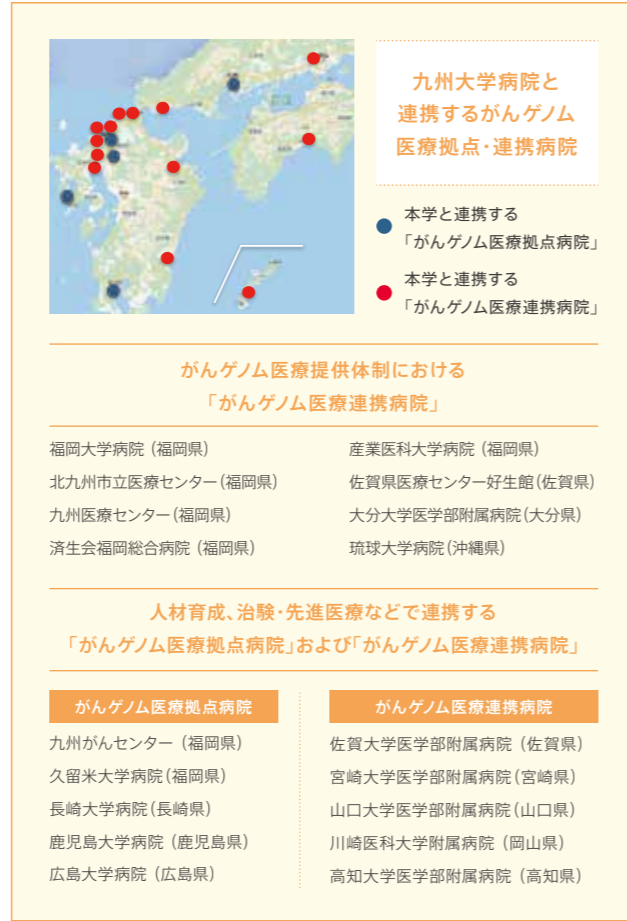 九州大学病院と
連携するがんゲノム
医療拠点・連携病院
本学と連携する
「がんゲノム医療拠点病院」
本学と連携する
「がんゲノム医療連携病院」
がんゲノム医療提供体制における
「がんゲノム医療連携病院」
福岡大学病院 (福岡県)
北九州市立医療センター(福岡県)
九州医療センター(福岡県)
済生会福岡総合病院 (福岡県)
産業医科大学病院 (福岡県)
佐賀県医療センター好生館(佐賀県)
大分大学医学部附属病院(大分県)
琉球大学病院(沖縄県)
人材育成、治験・先進医療などで連携する
「がんゲノム医療拠点病院」および「がんゲノム医療連携病院」
がんゲノム医療拠点病院
九州がんセンター (福岡県)
久留米大学病院(福岡県)
長崎大学病院(長崎県)
鹿児島大学病院 (鹿児島県)
広島大学病院 (広島県)
がんゲノム医療連携病院
佐賀大学医学部附属病院 (佐賀県)
宮崎大学医学部附属病院(宮崎県)
山口大学医学部附属病院(山口県)
川崎医科大学附属病院 (岡山県)
高知大学医学部附属病院 (高知県)